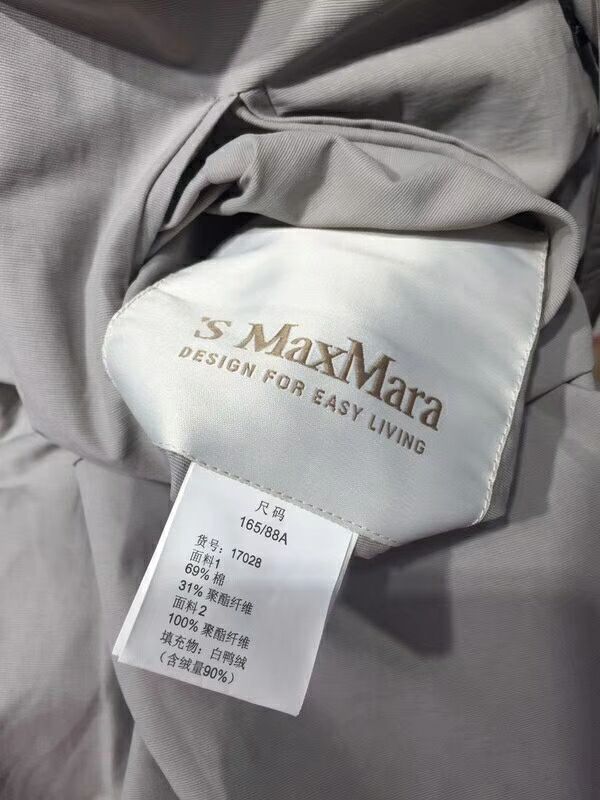 'S MaxMara
DESIGN FOR EASY LIVING
尺码
165/88A
货号：17028
面料1
69% 棉
31% 聚酯纤维
面料2
100% 聚酯纤维
填充物：白鸭绒
（含绒量90%）